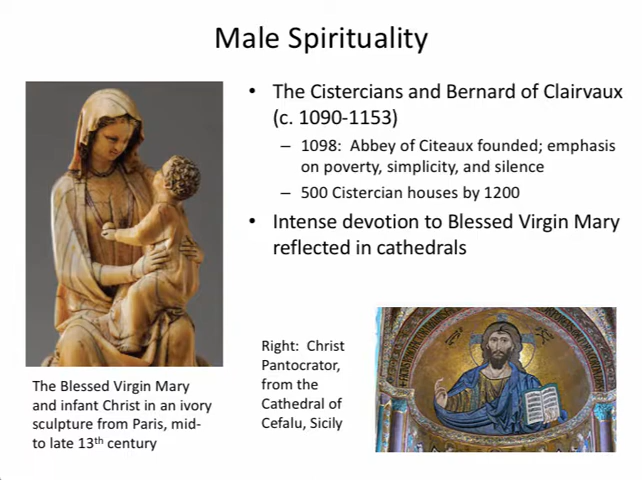 Male Spirituality
• The Cistercians and Bernard of Clairvaux
(c. 1090-1153)
– 1098: Abbey of Citeaux founded; emphasis
on poverty, simplicity, and silence
– 500 Cistercian houses by 1200
• Intense devotion to Blessed Virgin Mary
reflected in cathedrals
Right: Christ
Pantocrator,
from the
Cathedral of
Cefalu, Sicily
The Blessed Virgin Mary
and infant Christ in an ivory
sculpture from Paris, mid-
to late 13th century